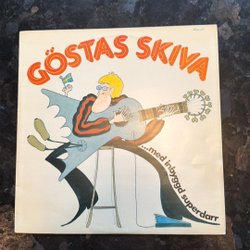 GÖSTAS SKIVA
...med inbyggd superdarr